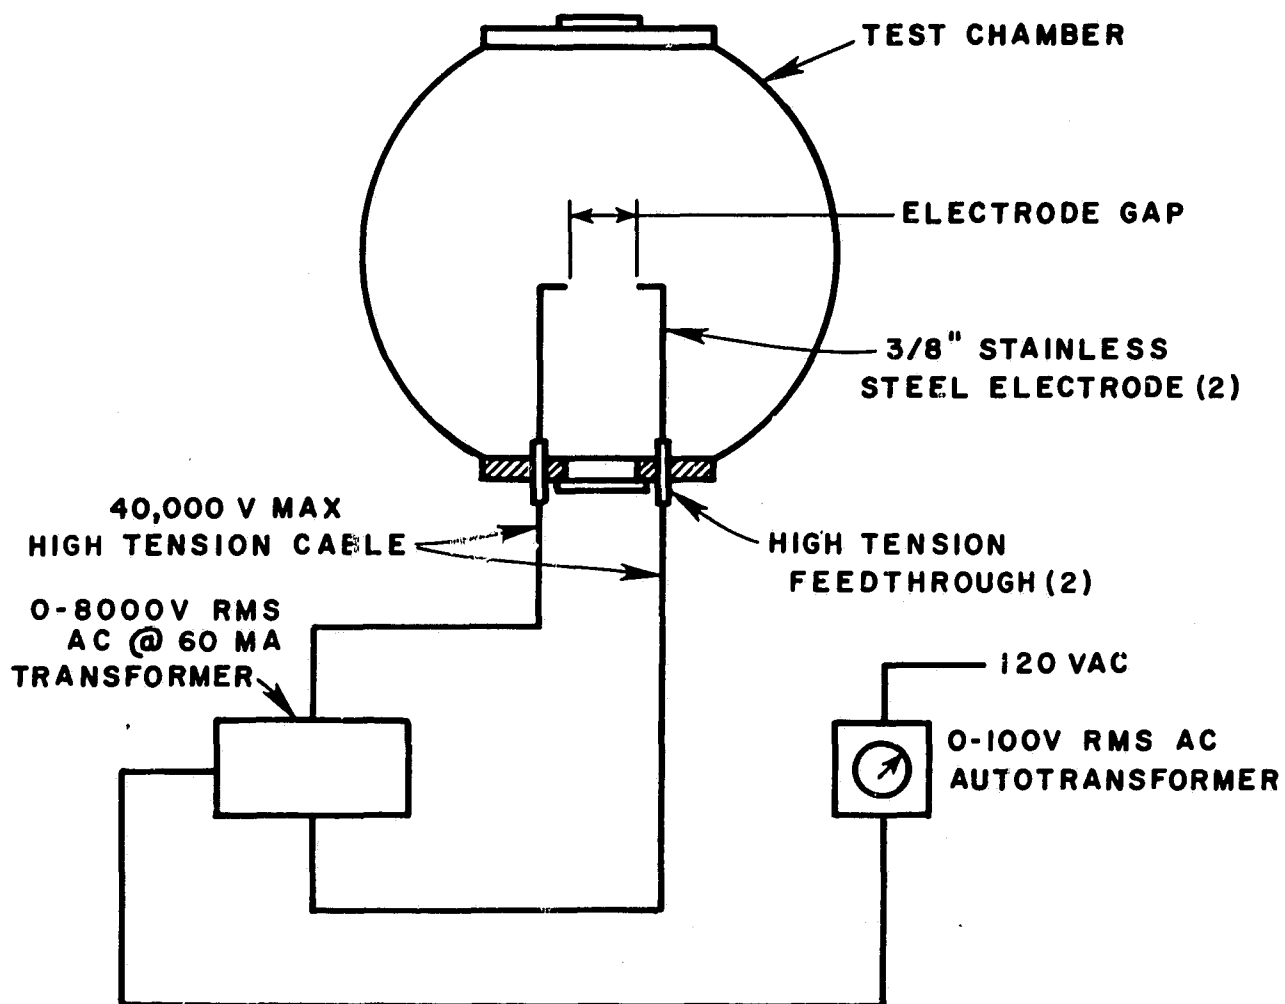 TEST CHAMBER
ELECTRODE GAP
3/8" STAINLESS
STEEL ELECTRODE (2)
40,000 V MAX
HIGH TENSION CABLE
HIGH TENSION
FEEDTHROUGH (2)
0-8000V RMS
AC @ 60 MA
TRANSFORMER
120 VAC
0-100V RMS AC
AUTOTRANSFORMER